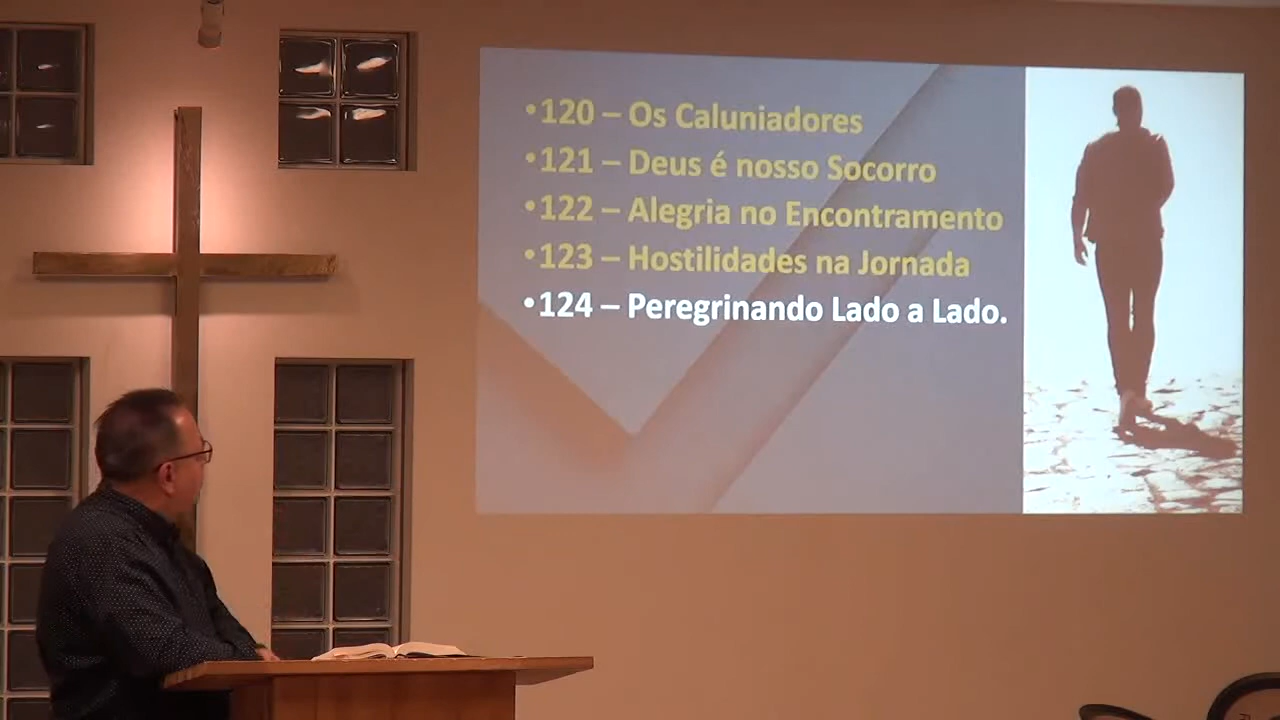 •120 – Os Caluniadores
•121 – Deus é nosso Socorro
•122 – Alegria no Encontramento
•123 – Hostilidades na Jornada
•124 – Peregrinando Lado a Lado.